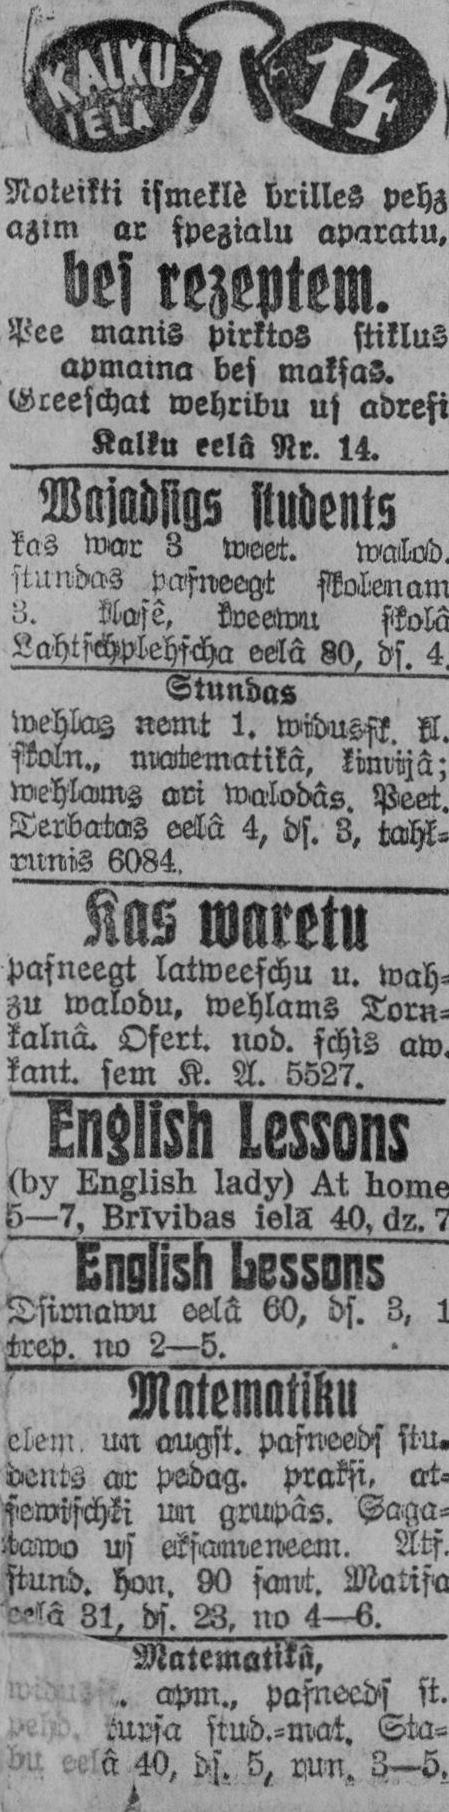 KALKU
IELA
14
Noteikti ismeklè brilles pehz
azim ar spezialu aparatu,
bes rezeptem.
Pee manis pirktos stiklus
apmaina bes maksas.
Greeschat wehribu us adresi
Kalku eelâ Nr. 14.
Wajadsigs students
kas war 3 weet. walod.
stundas pasneegt skolenam
3. klasê, kreewu skolâ
Lahtschplehscha eelâ 80, ds. 4.
Stundas
wehlas nemt 1. widussk. kl.
skoln., matematikâ, kimijâ;
wehlams ari walodâs. Peet.
Terbatas eelâ 4, ds. 3, tahl-
runis 6084.
Kas waretu
pasneegt latweeschu u. wah-
zu walodu, wehlams Torn-
kalnâ. Ofert. nod. schis aw.
kant. sem K. A. 5527.
English Lessons
(by English lady) At home
5—7, Brīvibas ielā 40, dz. 7
English Lessons
Dsirnawu eelâ 60, ds. 3, 1
trep. no 2—5.
Matematiku
elem. un augst. pasneeds stu-
dents ar pedag. praksi, at-
sewischki un grupâs. Saga-
tawo us eksameneem. Ats.
stund. hon. 90 sant. Matisa
eelâ 31, ds. 23, no 4—6.
Matematikâ,
apm., pasneeds st.
kursa stud.-mat. Sta-
bu eelâ 40, ds. 5, run. 3—5.